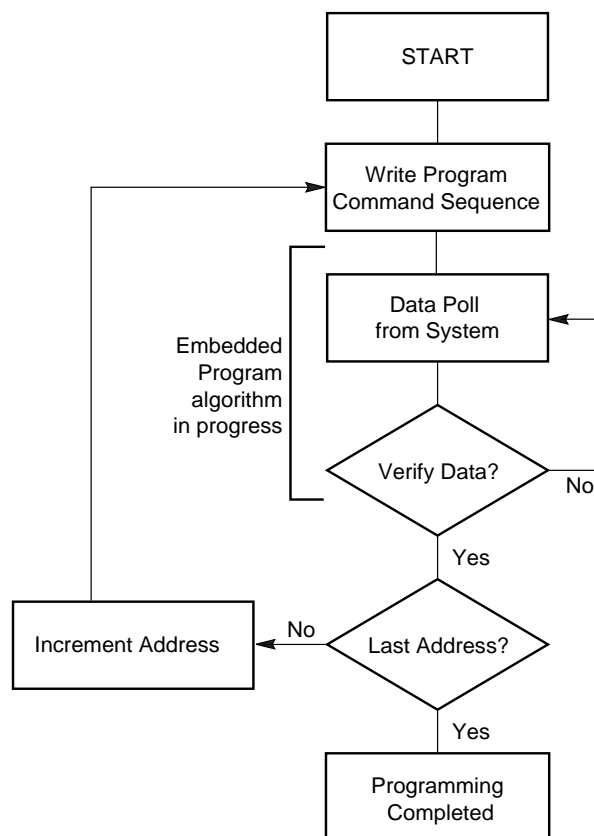 START
Write Program
Command Sequence
Data Poll
from System
Embedded
Program
algorithm
in progress
Verify Data?
No
Yes
Increment Address
No
Last Address?
Yes
Programming
Completed